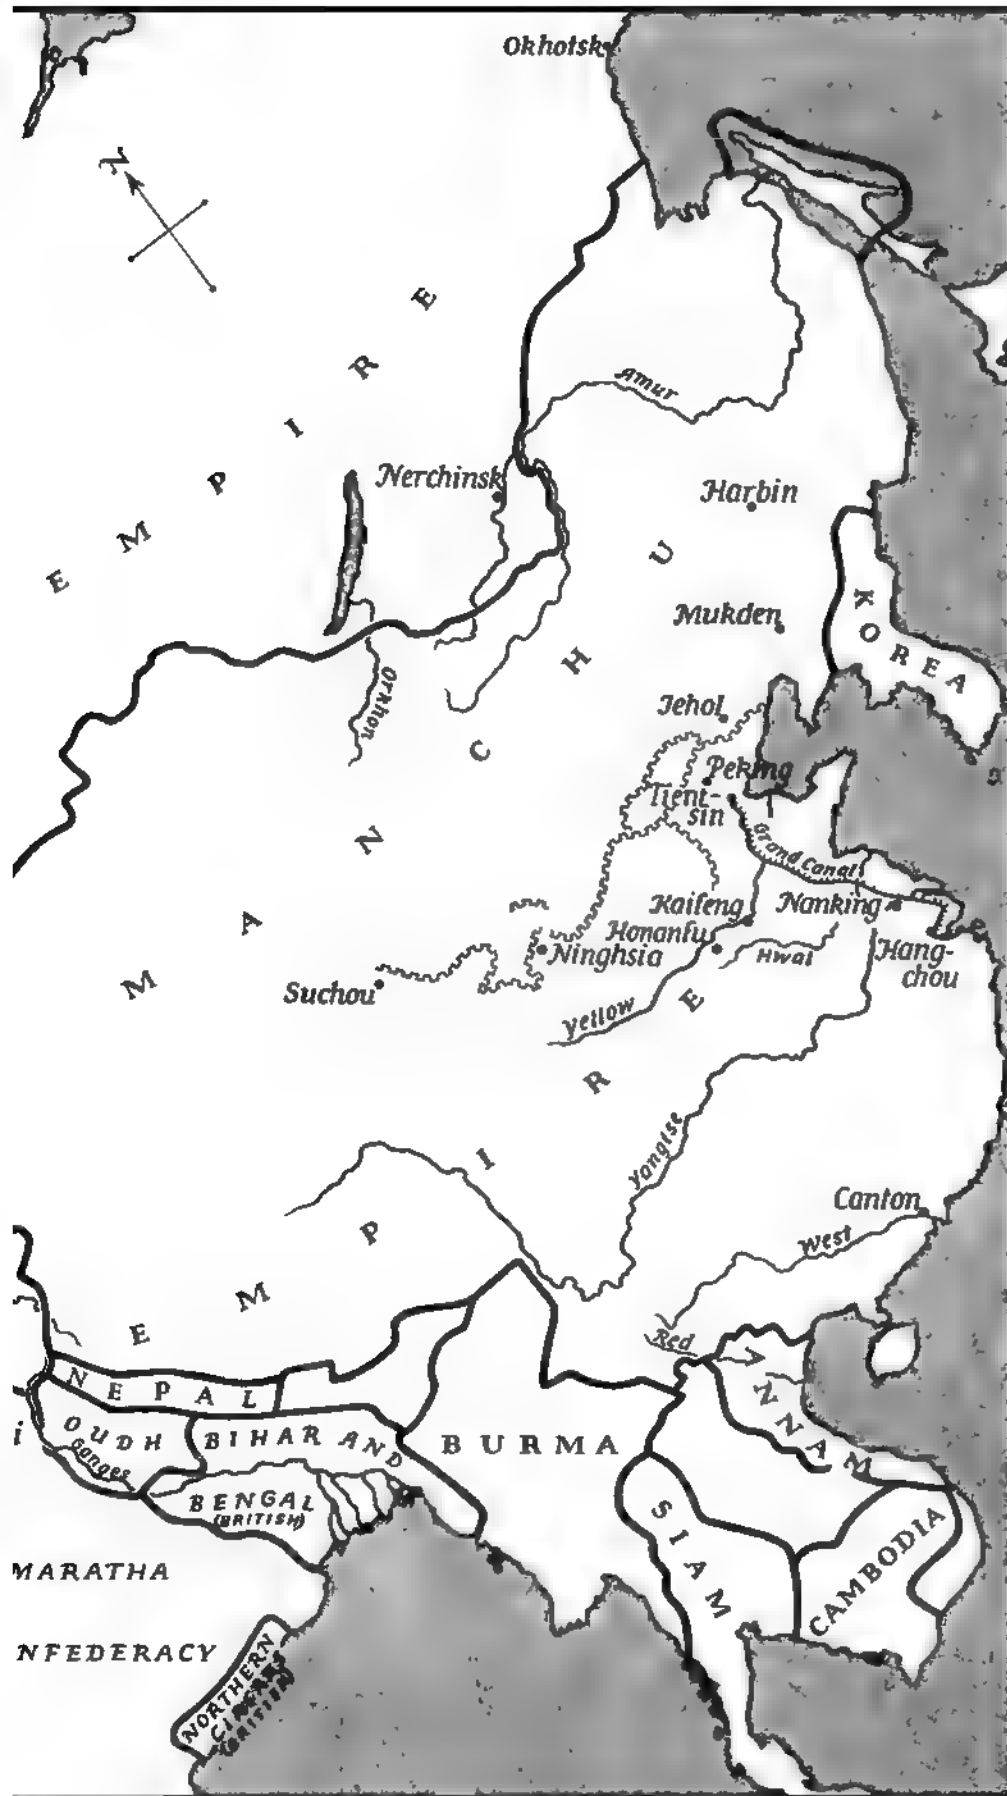 Okhotsk
N
EMPIRE
Amur
Nerchinsk
Harbin
MANCHU
KOREA
Mukden
Orkhon
Jehol
Peking
Tient-
sin
Grand Canal
Kaifeng
Nanking
Honanfu
Ninghsia
Hwai
Hang-
chou
Suchou
Yellow
EMPIRE
Yangtse
Canton
West
Red
NEPAL
i
OUDH
Ganges
BIHAR AND
BENGAL
(BRITISH)
BURMA
ANNAM
SIAM
CAMBODIA
MARATHA
NFEDERACY
NORTHERN
(BRITISH)